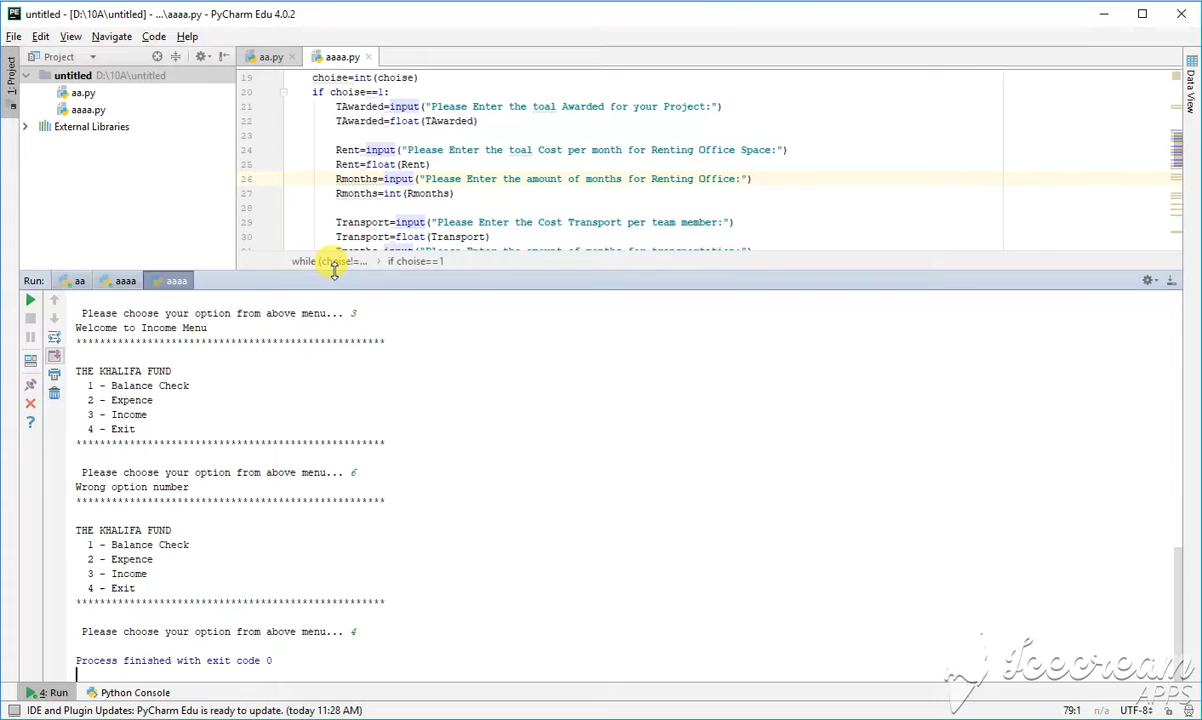 untitled - [D:\10A\untitled] - ...\aaaa.py - PyCharm Edu 4.0.2
File Edit View Navigate Code Help
Project aa.py aaaa.py
1: Project
Data View
untitled D:\10A\untitled
aa.py
aaaa.py
External Libraries
19 choise=int(choise)
20 if choise==1:
21 TAwarded=input("Please Enter the toal Awarded for your Project:")
22 TAwarded=float(TAwarded)
23
24 Rent=input("Please Enter the toal Cost per month for Renting Office Space:")
25 Rent=float(Rent)
26 Rmonths=input("Please Enter the amount of months for Renting Office:")
27 Rmonths=int(Rmonths)
28
29 Transport=input("Please Enter the Cost Transport per team member:")
30 Transport=float(Transport)
while (choise!=... › if choise==1
Run: aa aaaa aaaa
Please choose your option from above menu... 3
Welcome to Income Menu
****************************************************
THE KHALIFA FUND
1 - Balance Check
2 - Expence
3 - Income
4 - Exit
****************************************************
Please choose your option from above menu... 6
Wrong option number
****************************************************
THE KHALIFA FUND
1 - Balance Check
2 - Expence
3 - Income
4 - Exit
****************************************************
Please choose your option from above menu... 4
Process finished with exit code 0
4: Run Python Console
IDE and Plugin Updates: PyCharm Edu is ready to update. (today 11:28 AM) 79:1 n/a UTF-8
Icecream
APPS